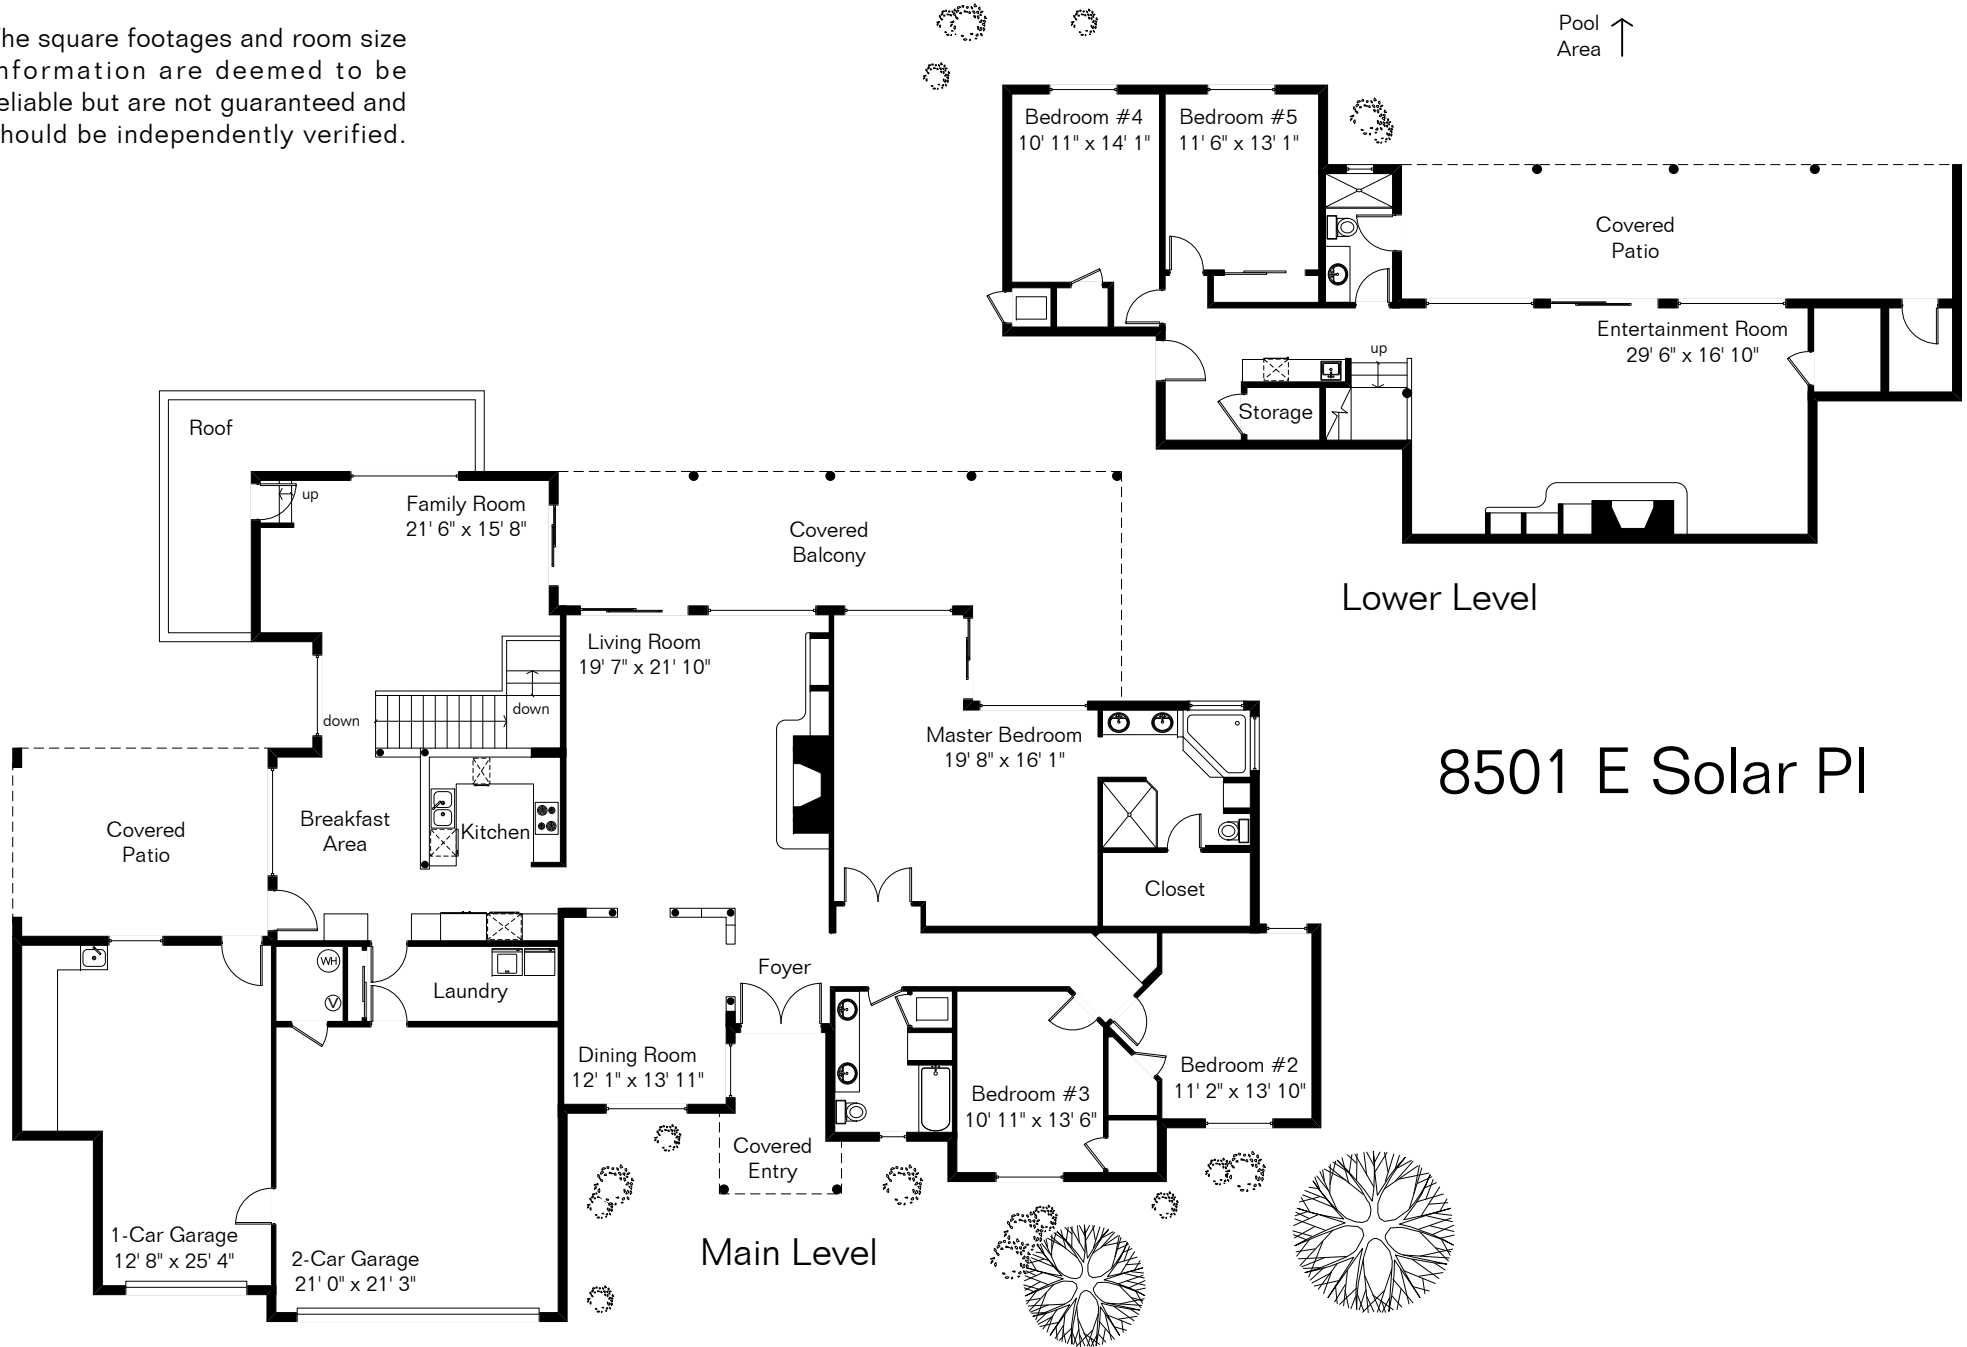 he square footages and room size
nformation are deemed to be
eliable but are not guaranteed and
hould be independently verified.
Pool
Area
Bedroom #4
10' 11" x 14' 1"
Bedroom #5
11' 6" x 13' 1"
Covered
Patio
Entertainment Room
29' 6" x 16' 10"
up
Storage
Lower Level
Roof
up
Family Room
21' 6" x 15' 8"
Covered
Balcony
Living Room
19' 7" x 21' 10"
down
down
Master Bedroom
19' 8" x 16' 1"
8501 E Solar Pl
Covered
Patio
Breakfast
Area
Kitchen
Closet
WH
V
Laundry
Foyer
Dining Room
12' 1" x 13' 11"
Bedroom #3
10' 11" x 13' 6"
Bedroom #2
11' 2" x 13' 10"
Covered
Entry
1-Car Garage
12' 8" x 25' 4"
2-Car Garage
21' 0" x 21' 3"
Main Level